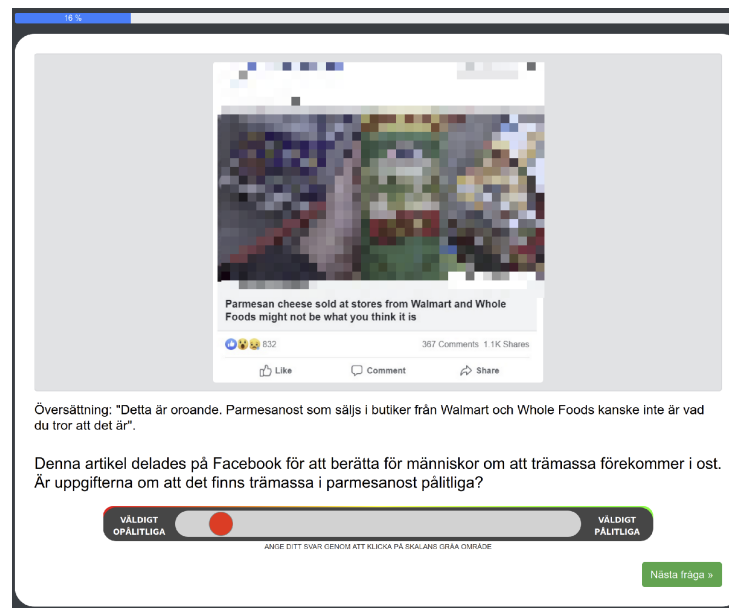 16 %
Parmesan cheese sold at stores from Walmart and Whole
Foods might not be what you think it is
832
367 Comments 1.1K Shares
Like
Comment
Share
Översättning: "Detta är oroande. Parmesanost som säljs i butiker från Walmart och Whole Foods kanske inte är vad
du tror att det är".
Denna artikel delades på Facebook för att berätta för människor om att trämassa förekommer i ost.
Är uppgifterna om att det finns trämassa i parmesanost pålitliga?
VÄLDIGT
OPÅLITLIGA
VÄLDIGT
PÅLITLIGA
ANGE DITT SVAR GENOM ATT KLICKA PÅ SKALANS GRÅA OMRÅDE
Nästa fråga »